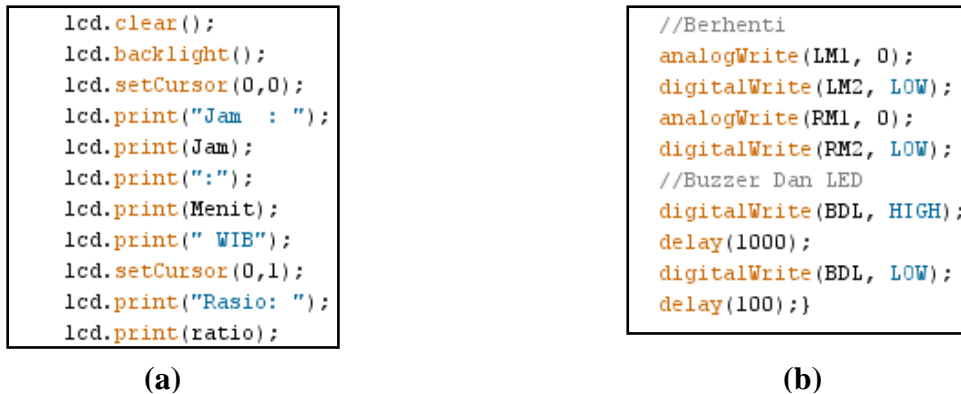 lcd.clear();
lcd.backlight();
lcd.setCursor(0,0);
lcd.print("Jam  : ");
lcd.print(Jam);
lcd.print(":");
lcd.print(Menit);
lcd.print(" WIB");
lcd.setCursor(0,1);
lcd.print("Rasio: ");
lcd.print(ratio);
(a)
//Berhenti
analogWrite(LM1, 0);
digitalWrite(LM2, LOW);
analogWrite(RM1, 0);
digitalWrite(RM2, LOW);
//Buzzer Dan LED
digitalWrite(BDL, HIGH);
delay(1000);
digitalWrite(BDL, LOW);
delay(100);}
(b)